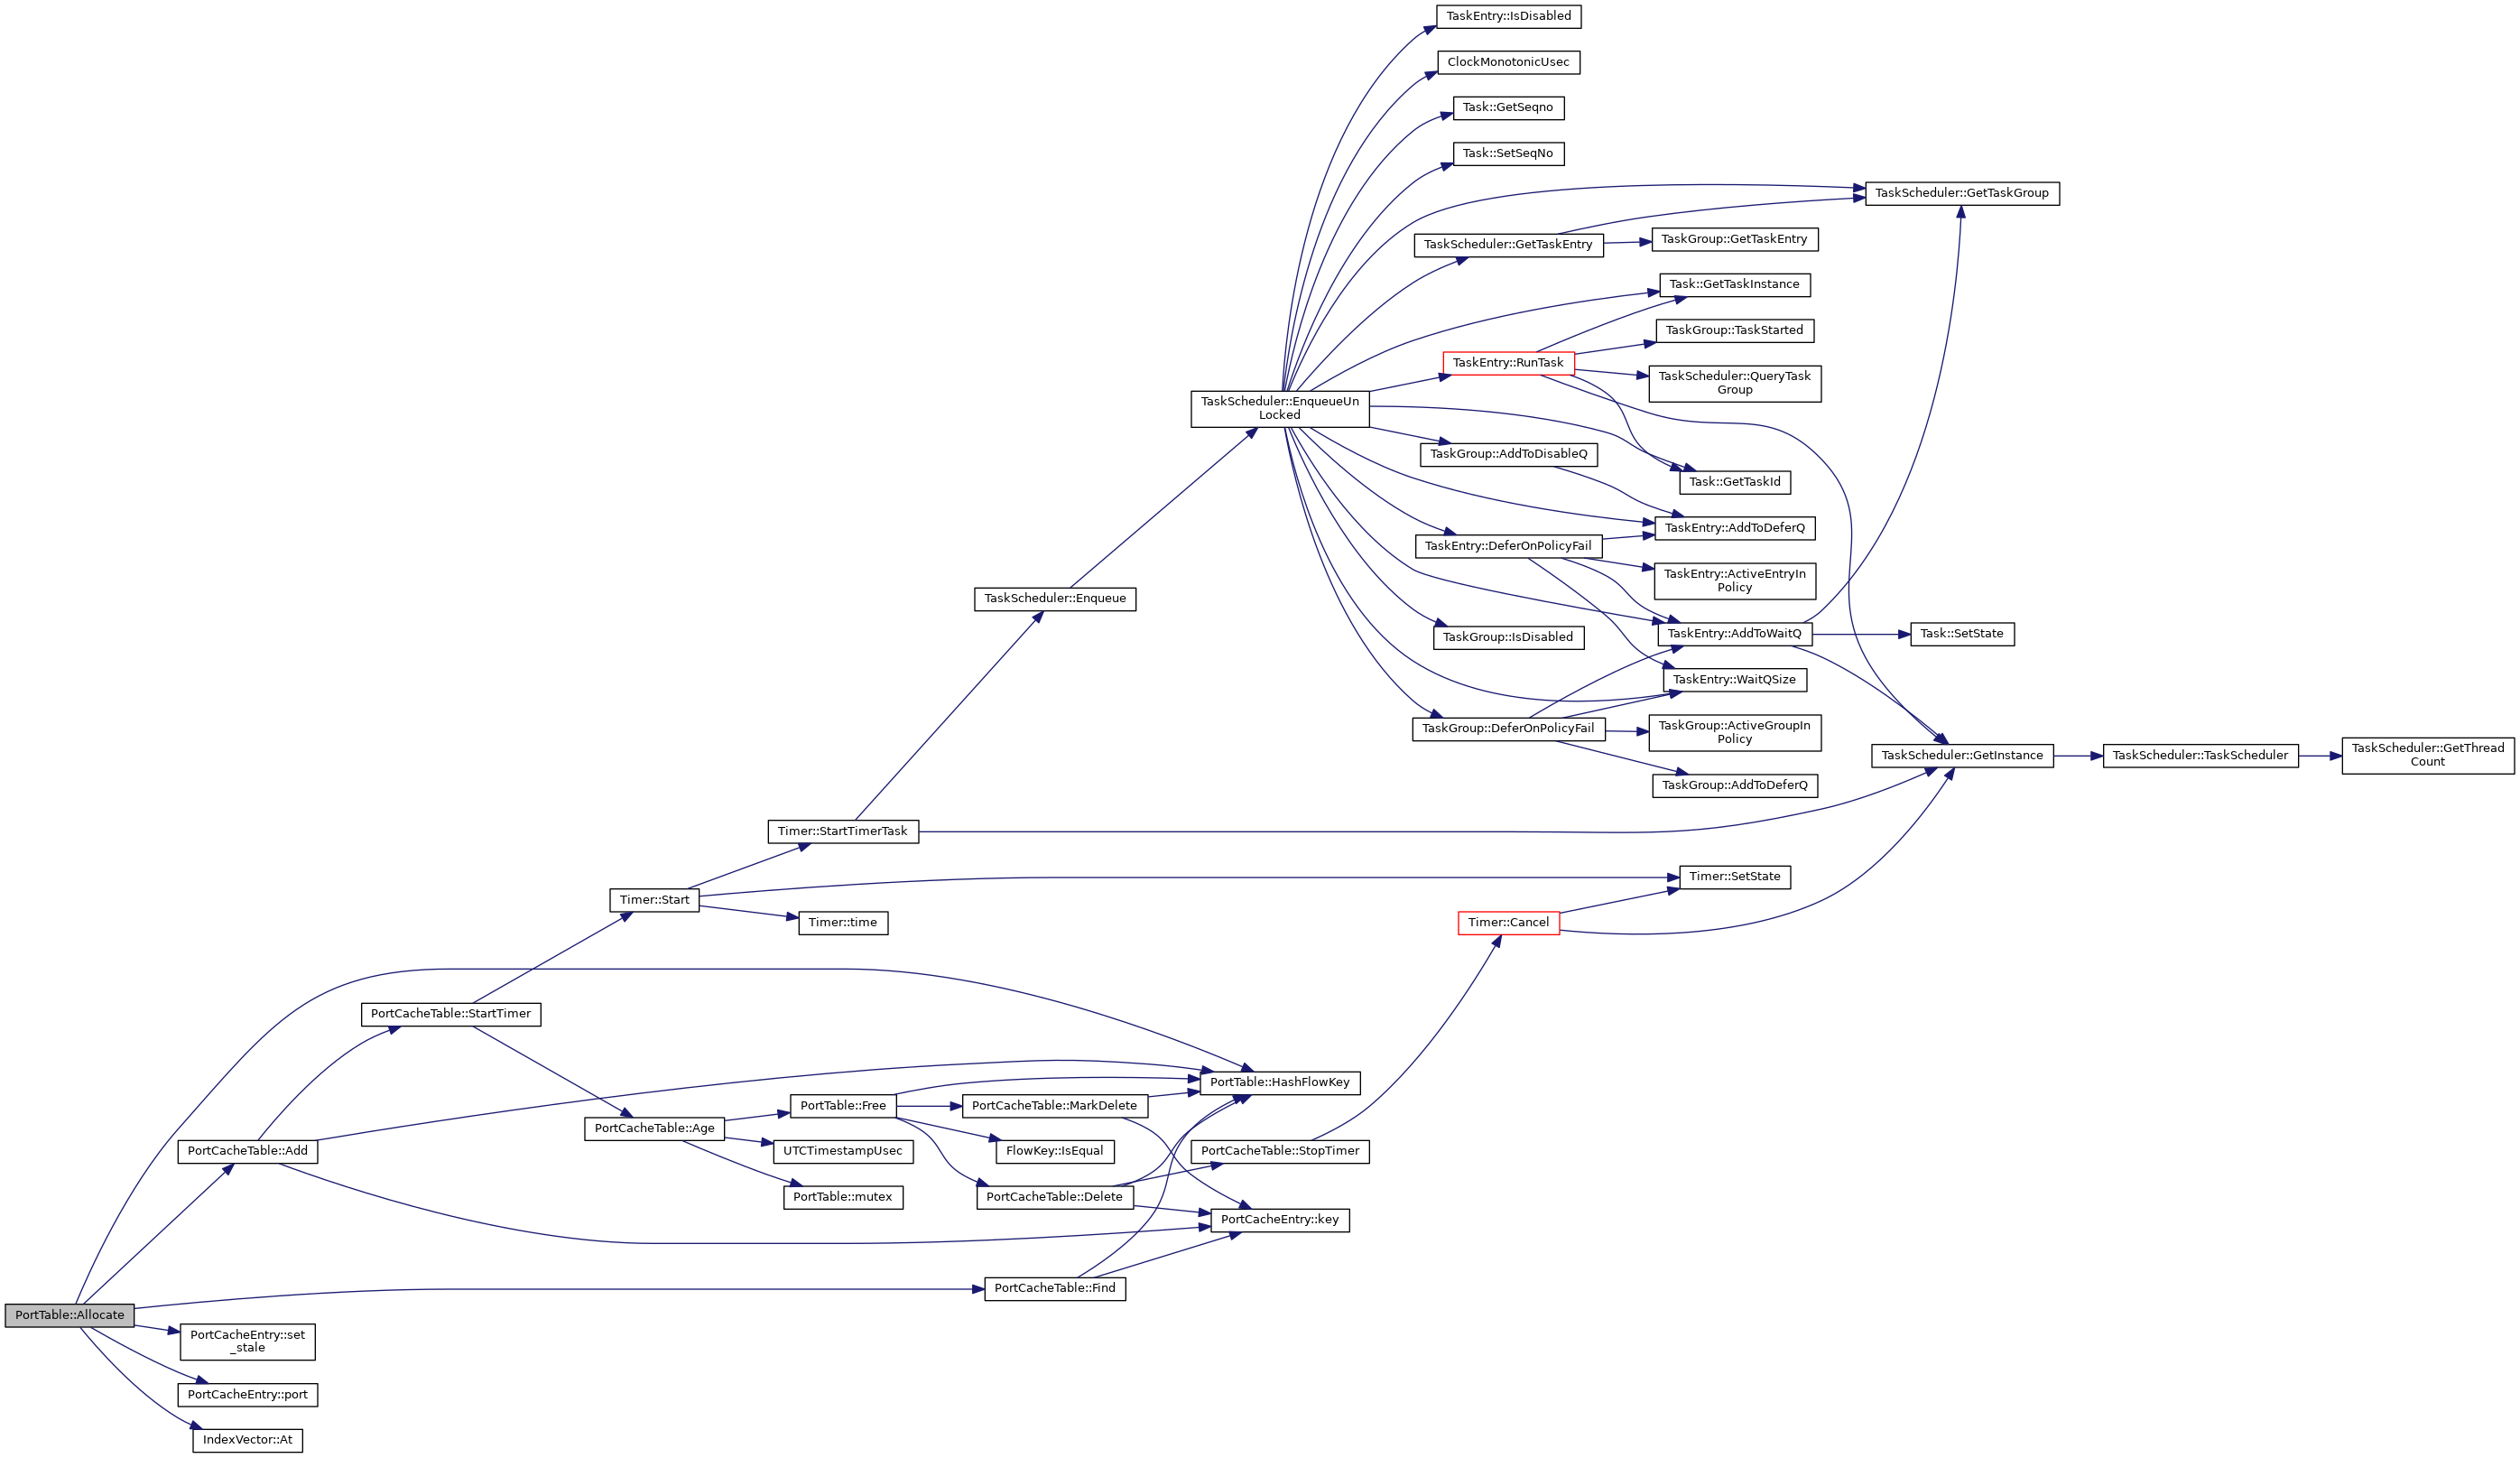 TaskEntry::IsDisabled
ClockMonotonicUsec
Task::GetSeqno
Task::SetSeqNo
TaskScheduler::GetTaskGroup
TaskScheduler::GetTaskEntry
TaskGroup::GetTaskEntry
Task::GetTaskInstance
TaskGroup::TaskStarted
TaskEntry::RunTask
TaskScheduler::QueryTask
Group
TaskScheduler::EnqueueUn
Locked
TaskGroup::AddToDisableQ
Task::GetTaskId
TaskEntry::AddToDeferQ
TaskEntry::DeferOnPolicyFail
TaskEntry::ActiveEntryIn
Policy
TaskScheduler::Enqueue
TaskGroup::IsDisabled
TaskEntry::AddToWaitQ
Task::SetState
TaskEntry::WaitQSize
TaskGroup::DeferOnPolicyFail
TaskGroup::ActiveGroupIn
Policy
TaskScheduler::GetInstance
TaskScheduler::TaskScheduler
TaskScheduler::GetThread
Count
TaskGroup::AddToDeferQ
Timer::StartTimerTask
Timer::SetState
Timer::Start
Timer::time
Timer::Cancel
PortCacheTable::StartTimer
PortTable::HashFlowKey
PortTable::Free
PortCacheTable::MarkDelete
PortCacheTable::Age
PortCacheTable::Add
UTCTimestampUsec
FlowKey::IsEqual
PortCacheTable::StopTimer
PortTable::mutex
PortCacheTable::Delete
PortCacheEntry::key
PortCacheTable::Find
PortTable::Allocate
PortCacheEntry::set
_stale
PortCacheEntry::port
IndexVector::At